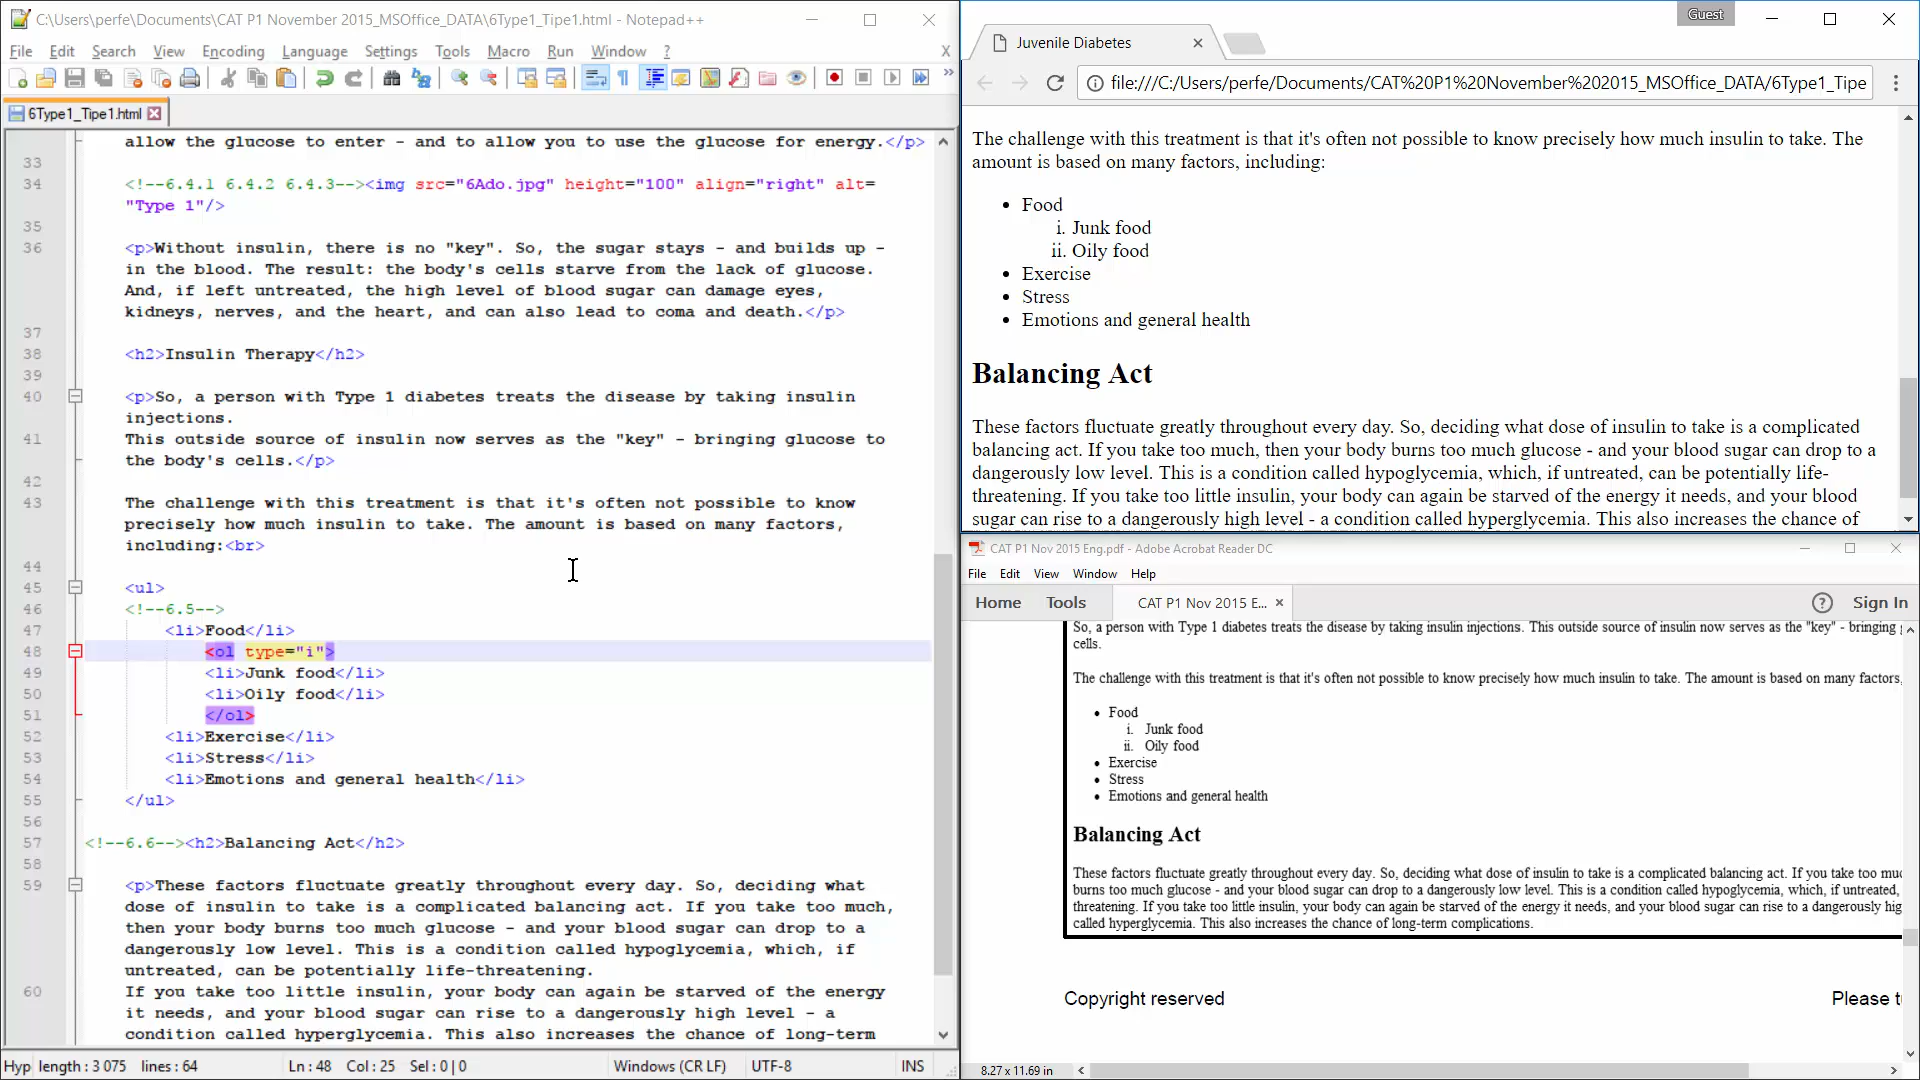 C:\Users\perfe\Documents\CAT P1 November 2015_MSOffice_DATA\6Type1_Tipe1.html - Notepad++
File Edit Search View Encoding Language Settings Tools Macro Run Window ? X
6Type1_Tipe1.html
allow the glucose to enter - and to allow you to use the glucose for energy.</p>
33
34 <!--6.4.1 6.4.2 6.4.3--><img src="6Ado.jpg" height="100" align="right" alt=
"Type 1"/>
35
36 <p>Without insulin, there is no "key". So, the sugar stays - and builds up -
in the blood. The result: the body's cells starve from the lack of glucose.
And, if left untreated, the high level of blood sugar can damage eyes,
kidneys, nerves, and the heart, and can also lead to coma and death.</p>
37
38 <h2>Insulin Therapy</h2>
39
40 <p>So, a person with Type 1 diabetes treats the disease by taking insulin
injections.
41 This outside source of insulin now serves as the "key" - bringing glucose to
the body's cells.</p>
42
43 The challenge with this treatment is that it's often not possible to know
precisely how much insulin to take. The amount is based on many factors,
including:<br>
44
45 <ul>
46 <!--6.5-->
47 <li>Food</li>
48 <ol type="i">
49 <li>Junk food</li>
50 <li>Oily food</li>
51 </ol>
52 <li>Exercise</li>
53 <li>Stress</li>
54 <li>Emotions and general health</li>
55 </ul>
56
57 <!--6.6--><h2>Balancing Act</h2>
58
59 <p>These factors fluctuate greatly throughout every day. So, deciding what
dose of insulin to take is a complicated balancing act. If you take too much,
then your body burns too much glucose - and your blood sugar can drop to a
dangerously low level. This is a condition called hypoglycemia, which, if
untreated, can be potentially life-threatening.
60 If you take too little insulin, your body can again be starved of the energy
it needs, and your blood sugar can rise to a dangerously high level - a
condition called hyperglycemia. This also increases the chance of long-term
Hyp length : 3 075 lines : 64 Ln : 48 Col : 25 Sel : 0 | 0 Windows (CR LF) UTF-8 INS
Guest
Juvenile Diabetes
file:///C:/Users/perfe/Documents/CAT%20P1%20November%202015_MSOffice_DATA/6Type1_Tipe
The challenge with this treatment is that it's often not possible to know precisely how much insulin to take. The
amount is based on many factors, including:
• Food
i. Junk food
ii. Oily food
• Exercise
• Stress
• Emotions and general health
Balancing Act
These factors fluctuate greatly throughout every day. So, deciding what dose of insulin to take is a complicated
balancing act. If you take too much, then your body burns too much glucose - and your blood sugar can drop to a
dangerously low level. This is a condition called hypoglycemia, which, if untreated, can be potentially life-
threatening. If you take too little insulin, your body can again be starved of the energy it needs, and your blood
sugar can rise to a dangerously high level - a condition called hyperglycemia. This also increases the chance of
CAT P1 Nov 2015 Eng.pdf - Adobe Acrobat Reader DC
File Edit View Window Help
Home Tools CAT P1 Nov 2015 E... Sign In
So, a person with Type 1 diabetes treats the disease by taking insulin injections. This outside source of insulin now serves as the "key" - bringing
cells.
The challenge with this treatment is that it's often not possible to know precisely how much insulin to take. The amount is based on many factors,
• Food
i. Junk food
ii. Oily food
• Exercise
• Stress
• Emotions and general health
Balancing Act
These factors fluctuate greatly throughout every day. So, deciding what dose of insulin to take is a complicated balancing act. If you take too muc
burns too much glucose - and your blood sugar can drop to a dangerously low level. This is a condition called hypoglycemia, which, if untreated,
threatening. If you take too little insulin, your body can again be starved of the energy it needs, and your blood sugar can rise to a dangerously hig
called hyperglycemia. This also increases the chance of long-term complications.
Copyright reserved Please t
8.27 x 11.69 in